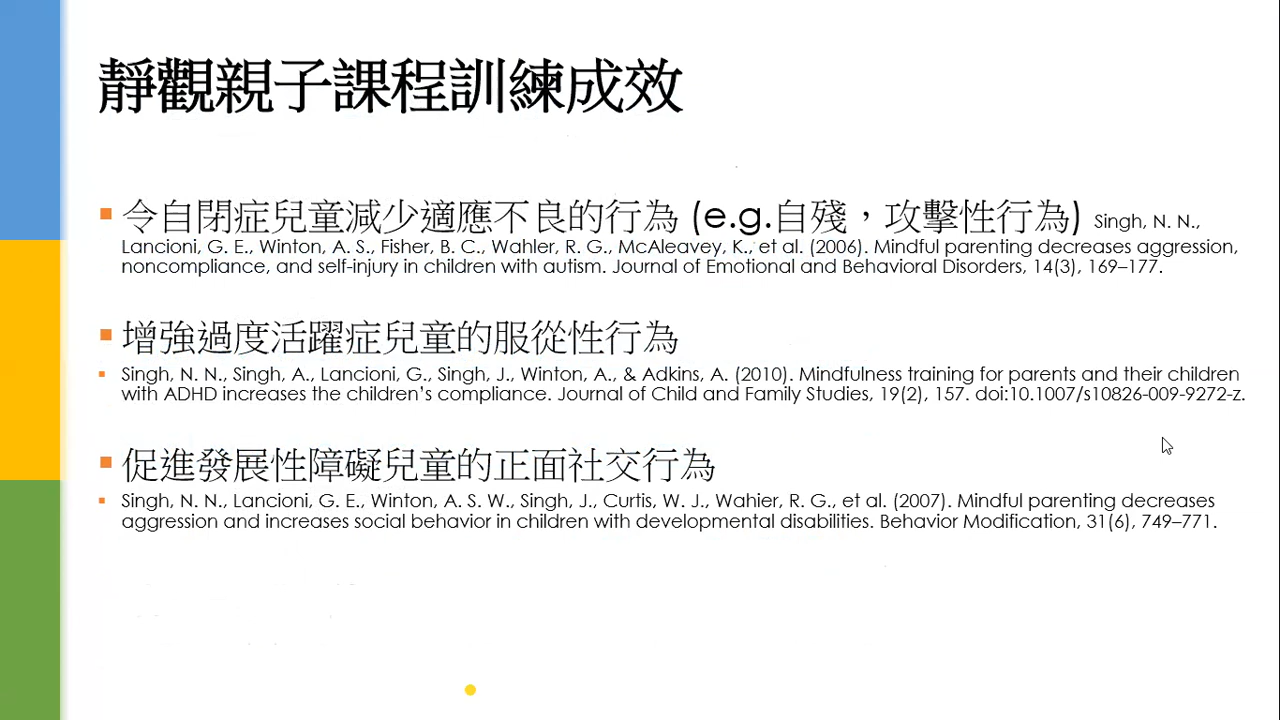 靜觀親子課程訓練成效
令自閉症兒童減少適應不良的行為 (e.g.自殘，攻擊性行為) Singh, N. N.,
Lancioni, G. E., Winton, A. S., Fisher, B. C., Wahler, R. G., McAleavey, K., et al. (2006). Mindful parenting decreases aggression,
noncompliance, and self-injury in children with autism. Journal of Emotional and Behavioral Disorders, 14(3), 169–177.
增強過度活躍症兒童的服從性行為
Singh, N. N., Singh, A., Lancioni, G., Singh, J., Winton, A., & Adkins, A. (2010). Mindfulness training for parents and their children
with ADHD increases the children’s compliance. Journal of Child and Family Studies, 19(2), 157. doi:10.1007/s10826-009-9272-z.
促進發展性障礙兒童的正面社交行為
Singh, N. N., Lancioni, G. E., Winton, A. S. W., Singh, J., Curtis, W. J., Wahier, R. G., et al. (2007). Mindful parenting decreases
aggression and increases social behavior in children with developmental disabilities. Behavior Modification, 31(6), 749–771.